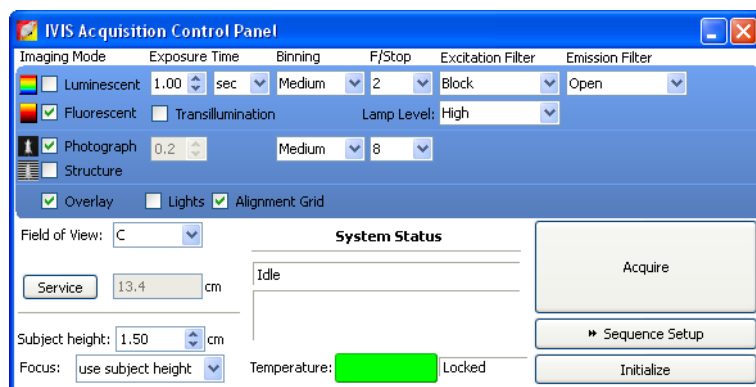 IVIS Acquisition Control Panel
Imaging Mode Exposure Time Binning F/Stop Excitation Filter Emission Filter
Luminescent 1.00 sec Medium 2 Block Open
Fluorescent Transillumination Lamp Level: High
Photograph 0.2 Medium 8
Structure
Overlay Lights Alignment Grid
Field of View: C System Status
Idle
Acquire
Service 13.4 cm
Subject height: 1.50 cm
Sequence Setup
Focus: use subject height Temperature: Locked Initialize